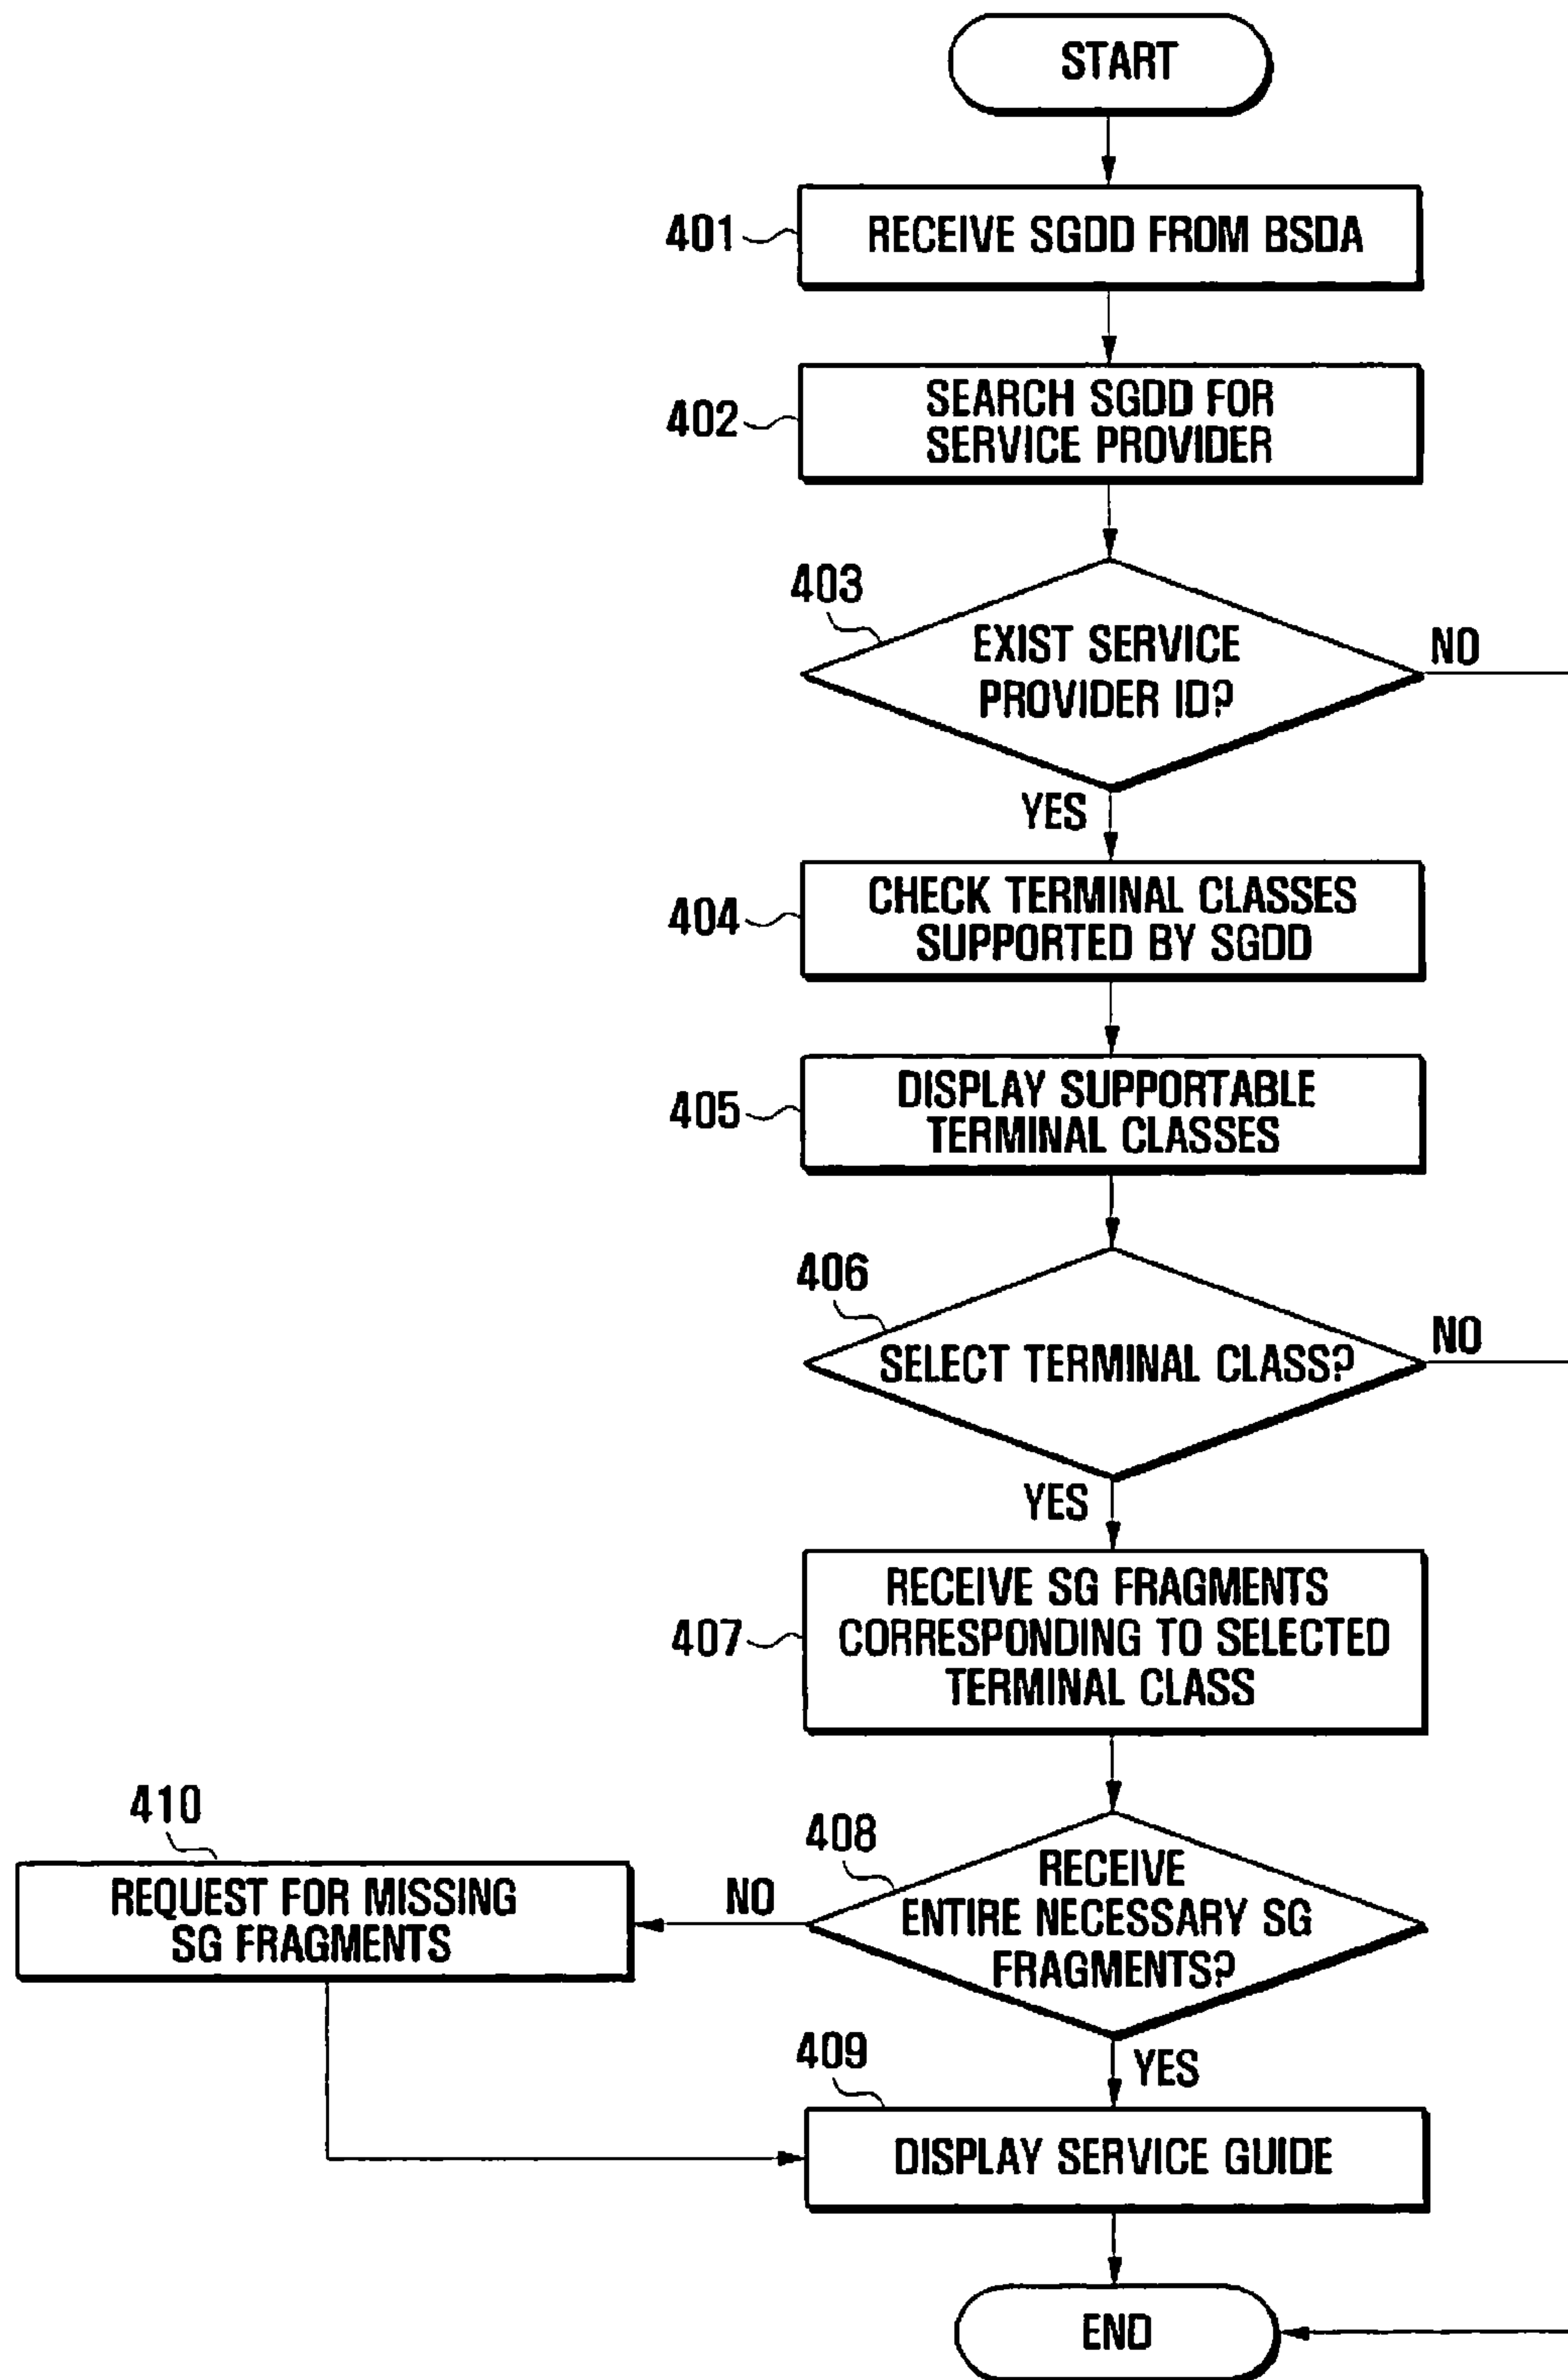 START
401
RECEIVE SGDD FROM BSDA
402
SEARCH SGDD FOR
SERVICE PROVIDER
403
EXIST SERVICE
PROVIDER ID?
NO
YES
404
CHECK TERMINAL CLASSES
SUPPORTED BY SGDD
405
DISPLAY SUPPORTABLE
TERMINAL CLASSES
406
SELECT TERMINAL CLASS?
NO
YES
407
RECEIVE SG FRAGMENTS
CORRESPONDING TO SELECTED
TERMINAL CLASS
410
REQUEST FOR MISSING
SG FRAGMENTS
NO
408
RECEIVE
ENTIRE NECESSARY SG
FRAGMENTS?
YES
409
DISPLAY SERVICE GUIDE
END